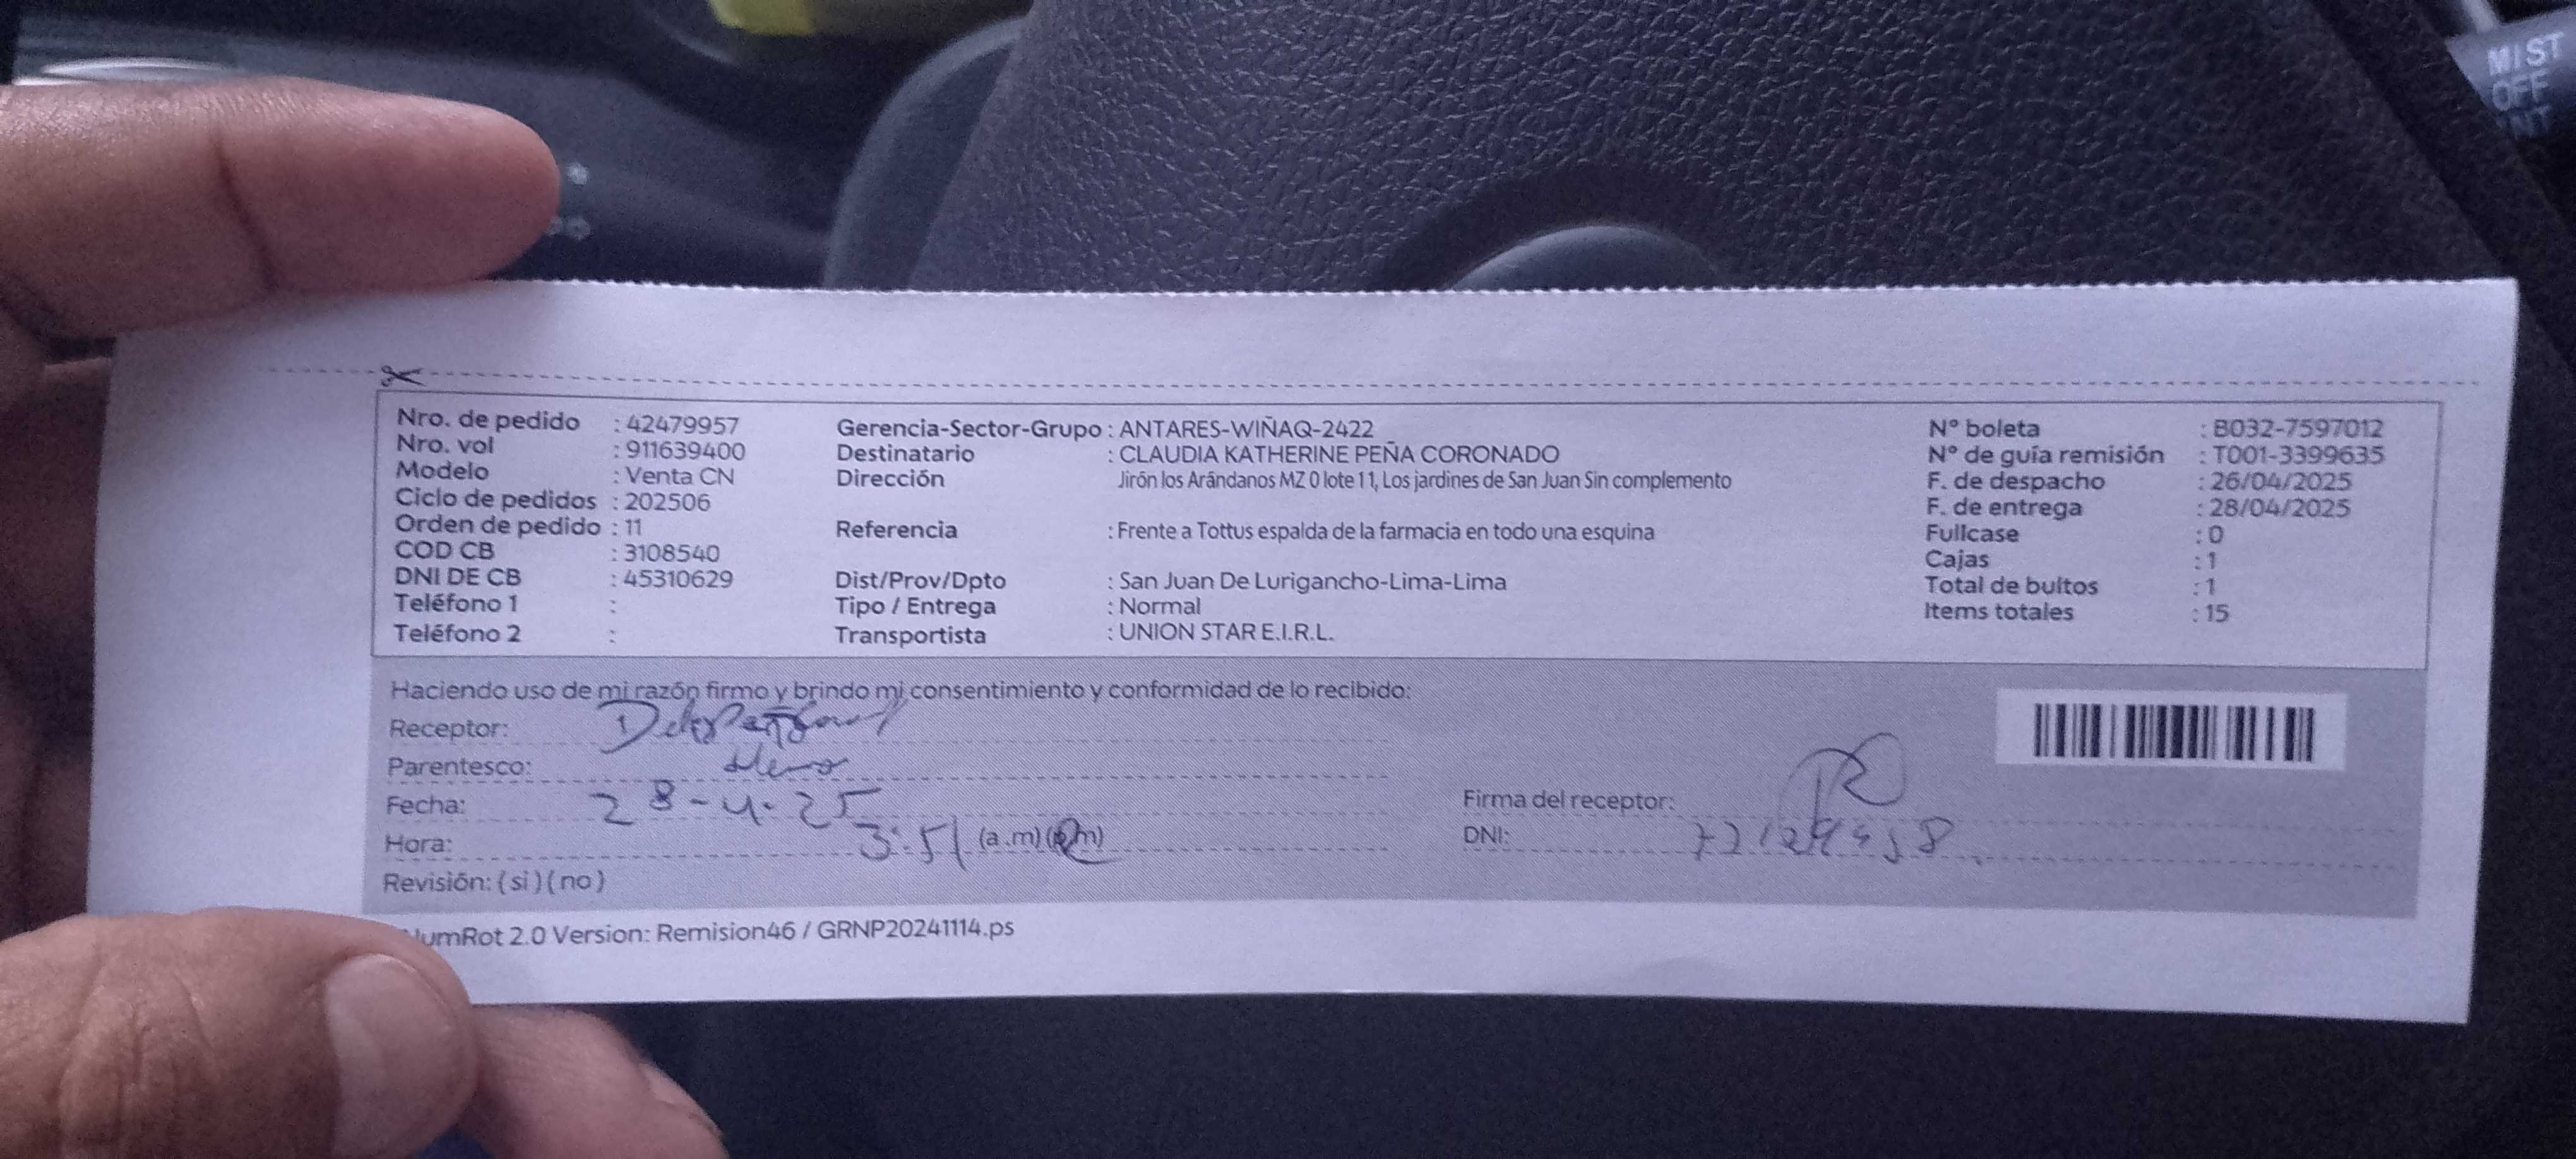 MIST
OFF
INT
Nro. de pedido : 42479957
Nro. vol : 911639400
Modelo : Venta CN
Ciclo de pedidos : 202506
Orden de pedido : 11
COD CB : 3108540
DNI DE CB : 45310629
Teléfono 1 :
Teléfono 2 :
Gerencia-Sector-Grupo : ANTARES-WIÑAQ-2422
Destinatario : CLAUDIA KATHERINE PEÑA CORONADO
Dirección Jirón los Arándanos MZ O lote 11, Los jardines de San Juan Sin complemento
Referencia : Frente a Tottus espalda de la farmacia en todo una esquina
Dist/Prov/Dpto : San Juan De Lurigancho-Lima-Lima
Tipo / Entrega : Normal
Transportista : UNION STAR E.I.R.L.
N° boleta : B032-7597012
N° de guía remisión : T001-3399635
F. de despacho : 26/04/2025
F. de entrega : 28/04/2025
Fullcase : 0
Cajas : 1
Total de bultos : 1
Items totales : 15
Haciendo uso de mi razón firmo y brindo mi consentimiento y conformidad de lo recibido:
Receptor:
Parentesco:
Fecha: 28-4-25
Hora: 3:51 (a.m)(p.m)
Revisión: (si)(no)
Firma del receptor:
DNI:
umRot 2.0 Version: Remision46 / GRNP20241114.ps